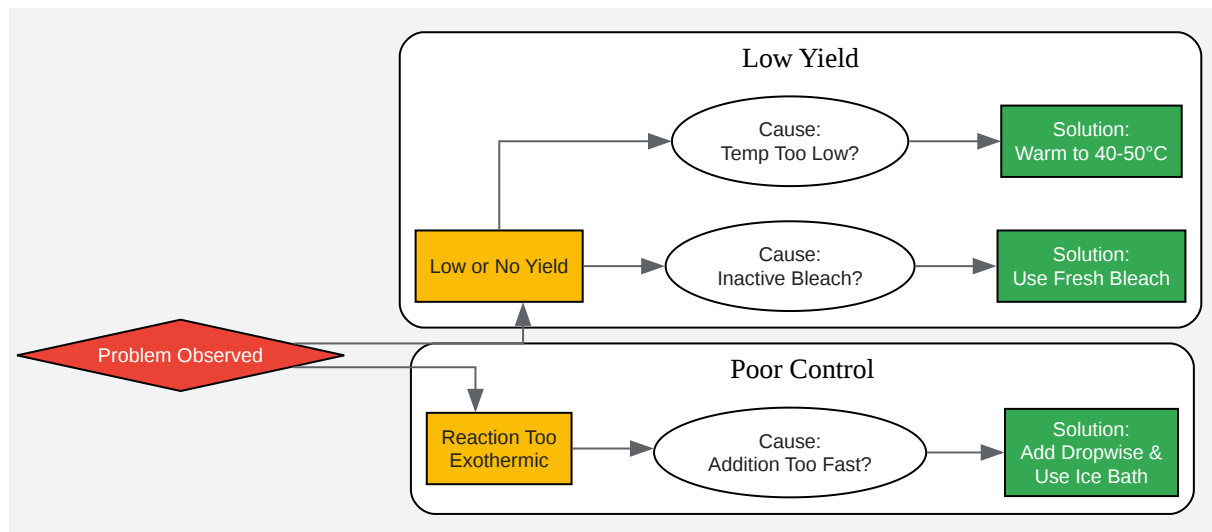 Low Yield
Cause:
Temp Too Low?
Solution:
Warm to 40-50°C
Low or No Yield
Cause:
Inactive Bleach?
Solution:
Use Fresh Bleach
Problem Observed
Poor Control
Reaction Too
Exothermic
Cause:
Addition Too Fast?
Solution:
Add Dropwise &
Use Ice Bath